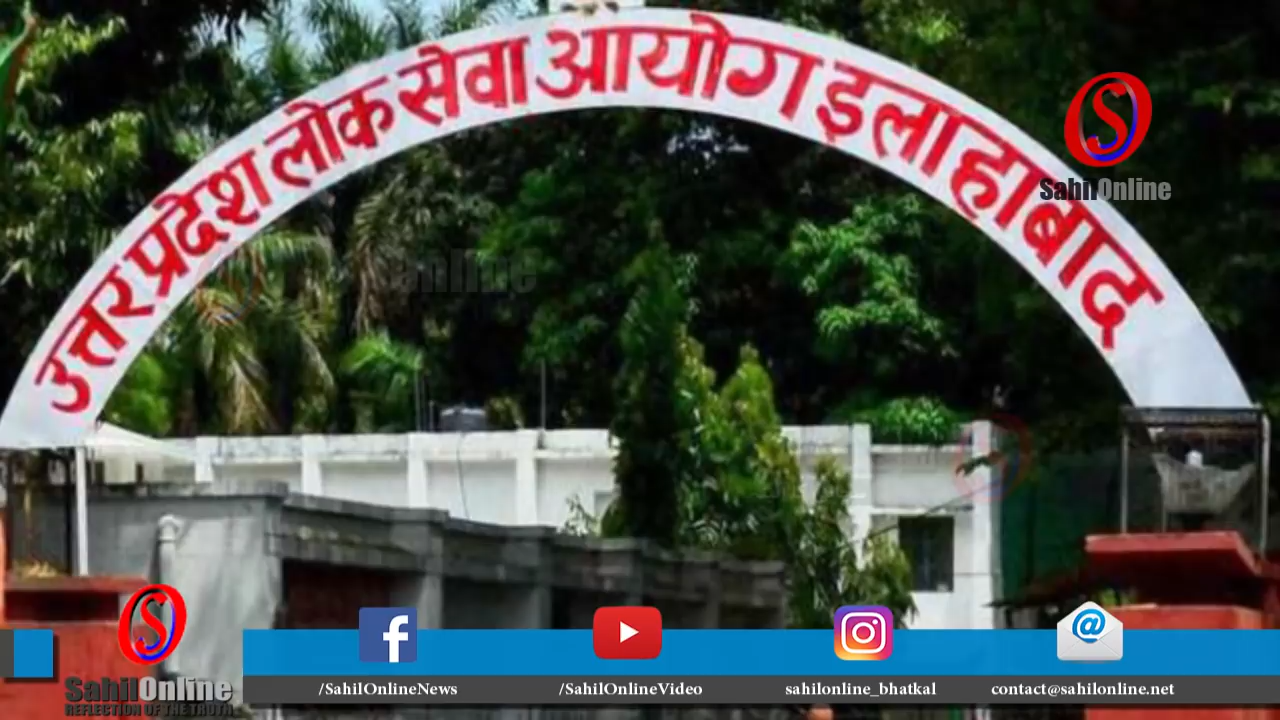 उत्तर प्रदेश लोक सेवा आयोग इलाहाबाद
S
SahilOnline
S
SahilOnline
REFLECTION OF THE TRUTH
/SahilOnlineNews
/SahilOnlineVideo
sahilonline_bhatkal
contact@sahilonline.net